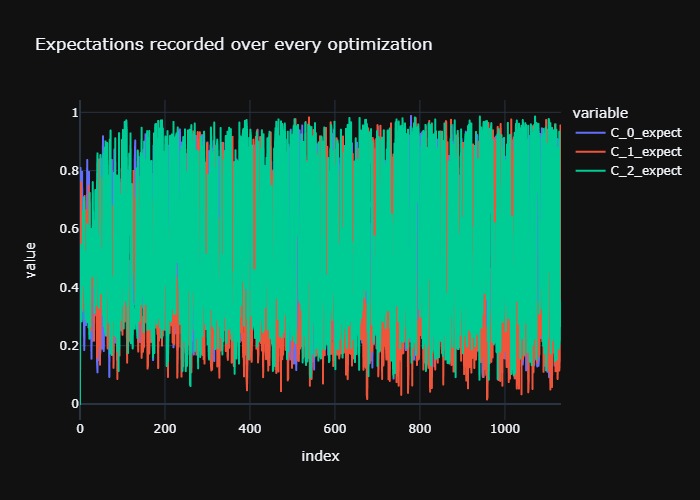 Expectations recorded over every optimization
variable
C_0_expect
C_1_expect
C_2_expect
value
1
0.8
0.6
0.4
0.2
0
0 200 400 600 800 1000
index